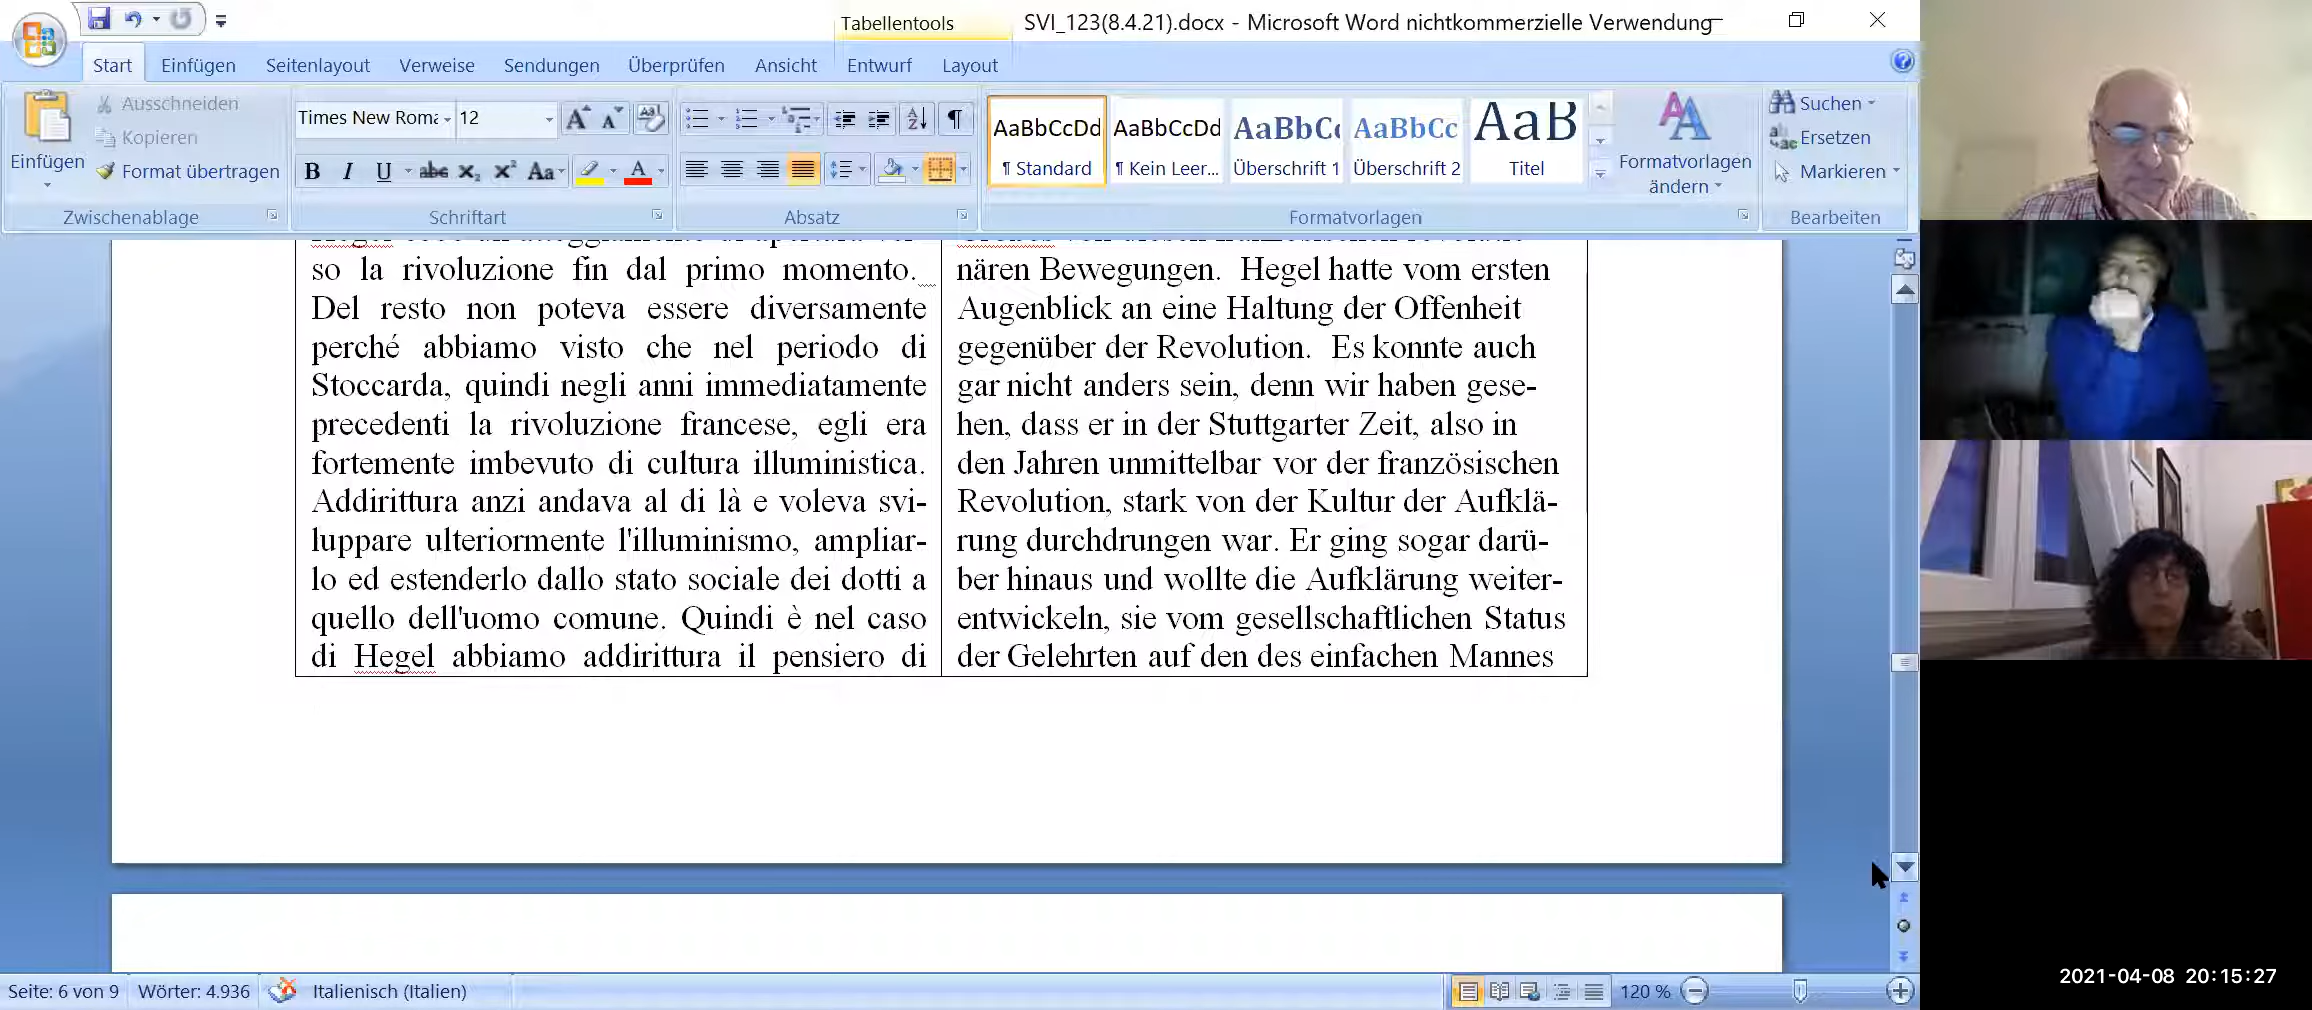 Tabellentools
SVI_123(8.4.21).docx - Microsoft Word nichtkommerzielle Verwendung
Start Einfügen Seitenlayout Verweise Sendungen Überprüfen Ansicht Entwurf Layout
Einfügen
Ausschneiden
Kopieren
Format übertragen
Zwischenablage
Times New Roma 12
Schriftart
Absatz
AaBbCcDd AaBbCcDd AaBbCc AaBbCc AaB
¶ Standard ¶ Kein Leer... Überschrift 1 Überschrift 2 Titel
Formatvorlagen
ändern
Formatvorlagen
Suchen
Ersetzen
Markieren
Bearbeiten
so la rivoluzione fin dal primo momento.
Del resto non poteva essere diversamente
perché abbiamo visto che nel periodo di
Stoccarda, quindi negli anni immediatamente
precedenti la rivoluzione francese, egli era
fortemente imbevuto di cultura illuministica.
Addirittura anzi andava al di là e voleva svi-
luppare ulteriormente l'illuminismo, ampliar-
lo ed estenderlo dallo stato sociale dei dotti a
quello dell'uomo comune. Quindi è nel caso
di Hegel abbiamo addirittura il pensiero di
nären Bewegungen. Hegel hatte vom ersten
Augenblick an eine Haltung der Offenheit
gegenüber der Revolution. Es konnte auch
gar nicht anders sein, denn wir haben gese-
hen, dass er in der Stuttgarter Zeit, also in
den Jahren unmittelbar vor der französischen
Revolution, stark von der Kultur der Aufklä-
rung durchdrungen war. Er ging sogar darü-
ber hinaus und wollte die Aufklärung weiter-
entwickeln, sie vom gesellschaftlichen Status
der Gelehrten auf den des einfachen Mannes
Seite: 6 von 9 Wörter: 4.936 Italienisch (Italien) 120 %
2021-04-08 20:15:27